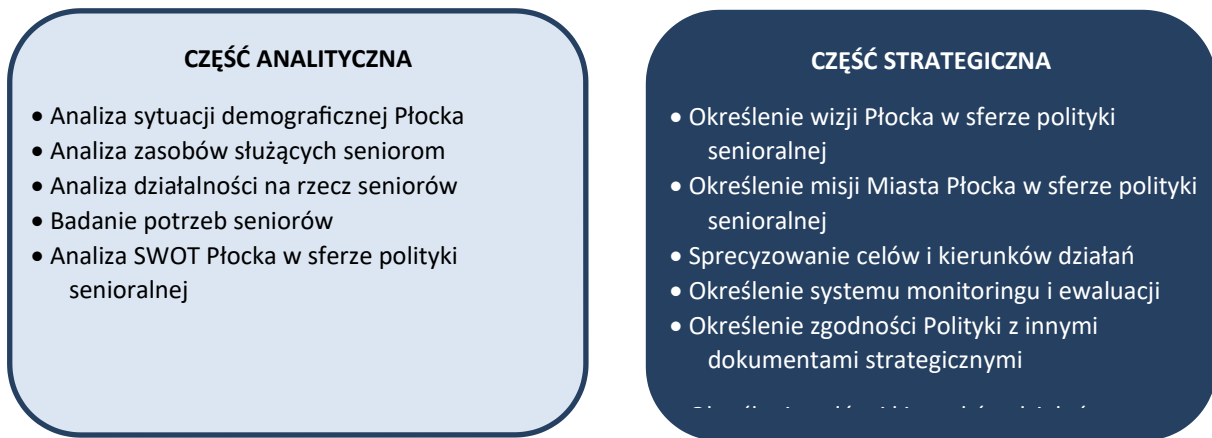 CZĘŚĆ ANALITYCZNA
• Analiza sytuacji demograficznej Płocka
• Analiza zasobów służących seniorom
• Analiza działalności na rzecz seniorów
• Badanie potrzeb seniorów
• Analiza SWOT Płocka w sferze polityki
senioralnej
CZĘŚĆ STRATEGICZNA
• Określenie wizji Płocka w sferze polityki
senioralnej
• Określenie misji Miasta Płocka w sferze polityki
senioralnej
• Sprecyzowanie celów i kierunków działań
• Określenie systemu monitoringu i ewaluacji
• Określenie zgodności Polityki z innymi
dokumentami strategicznymi